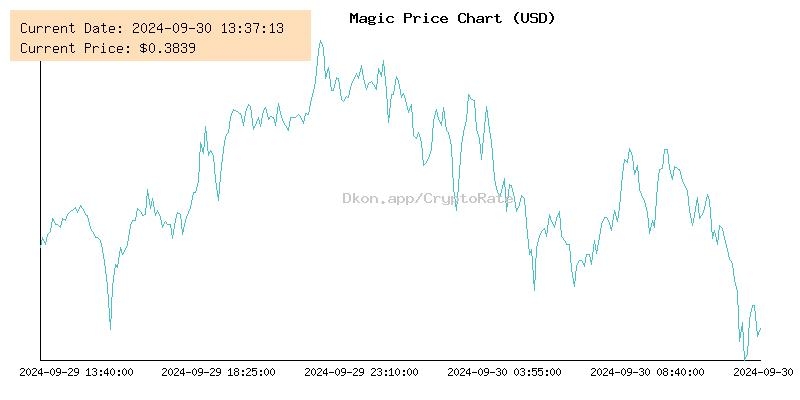 Magic Price Chart (USD)
Current Date: 2024-09-30 13:37:13
Current Price: $0.3839
Dkon.app/CryptoRate
2024-09-29 13:40:00 2024-09-29 18:25:00 2024-09-29 23:10:00 2024-09-30 03:55:00 2024-09-30 08:40:00 2024-09-30